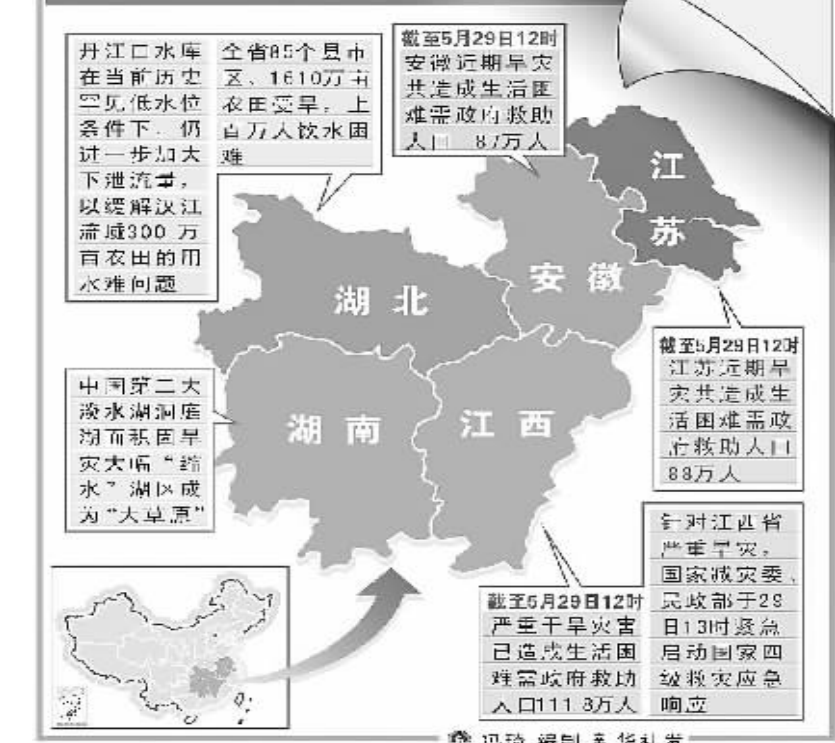 丹江口水库
在当前历史
罕见低水位
条件下，仍
进一步加大
下泄流量，
以缓解汉江
流域300万
亩农田的用
水难问题
全省85个县市
区、1610万亩
农田受旱，上
百万人饮水困
难
截至5月29日12时
安徽近期旱灾
共造成生活困
难需政府救助
人口 87万人
江
苏
安徽
湖北
湖南
江西
截至5月29日12时
江苏近期旱
灾共造成生
活困难需政
府救助人口
88万人
中国第二大
淡水湖洞庭
湖面积因旱
灾大幅“缩
水”湖区成
为“大草原”
截至5月29日12时
严重干旱灾害
已造成生活困
难需政府救助
人口111.8万人
针对江西省
严重旱灾，
国家减灾委、
民政部于29
日13时紧急
启动国家四
级救灾应急
响应
编制 新华社发